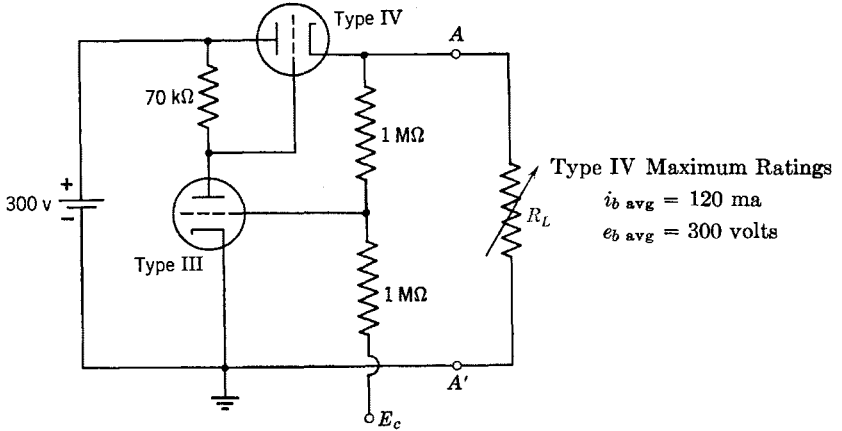 Type IV
A
70 kΩ
1 MΩ
Type IV Maximum Ratings
i_b avg = 120 ma
e_b avg = 300 volts
+
300 v
−
R_L
Type III
1 MΩ
A'
E_c